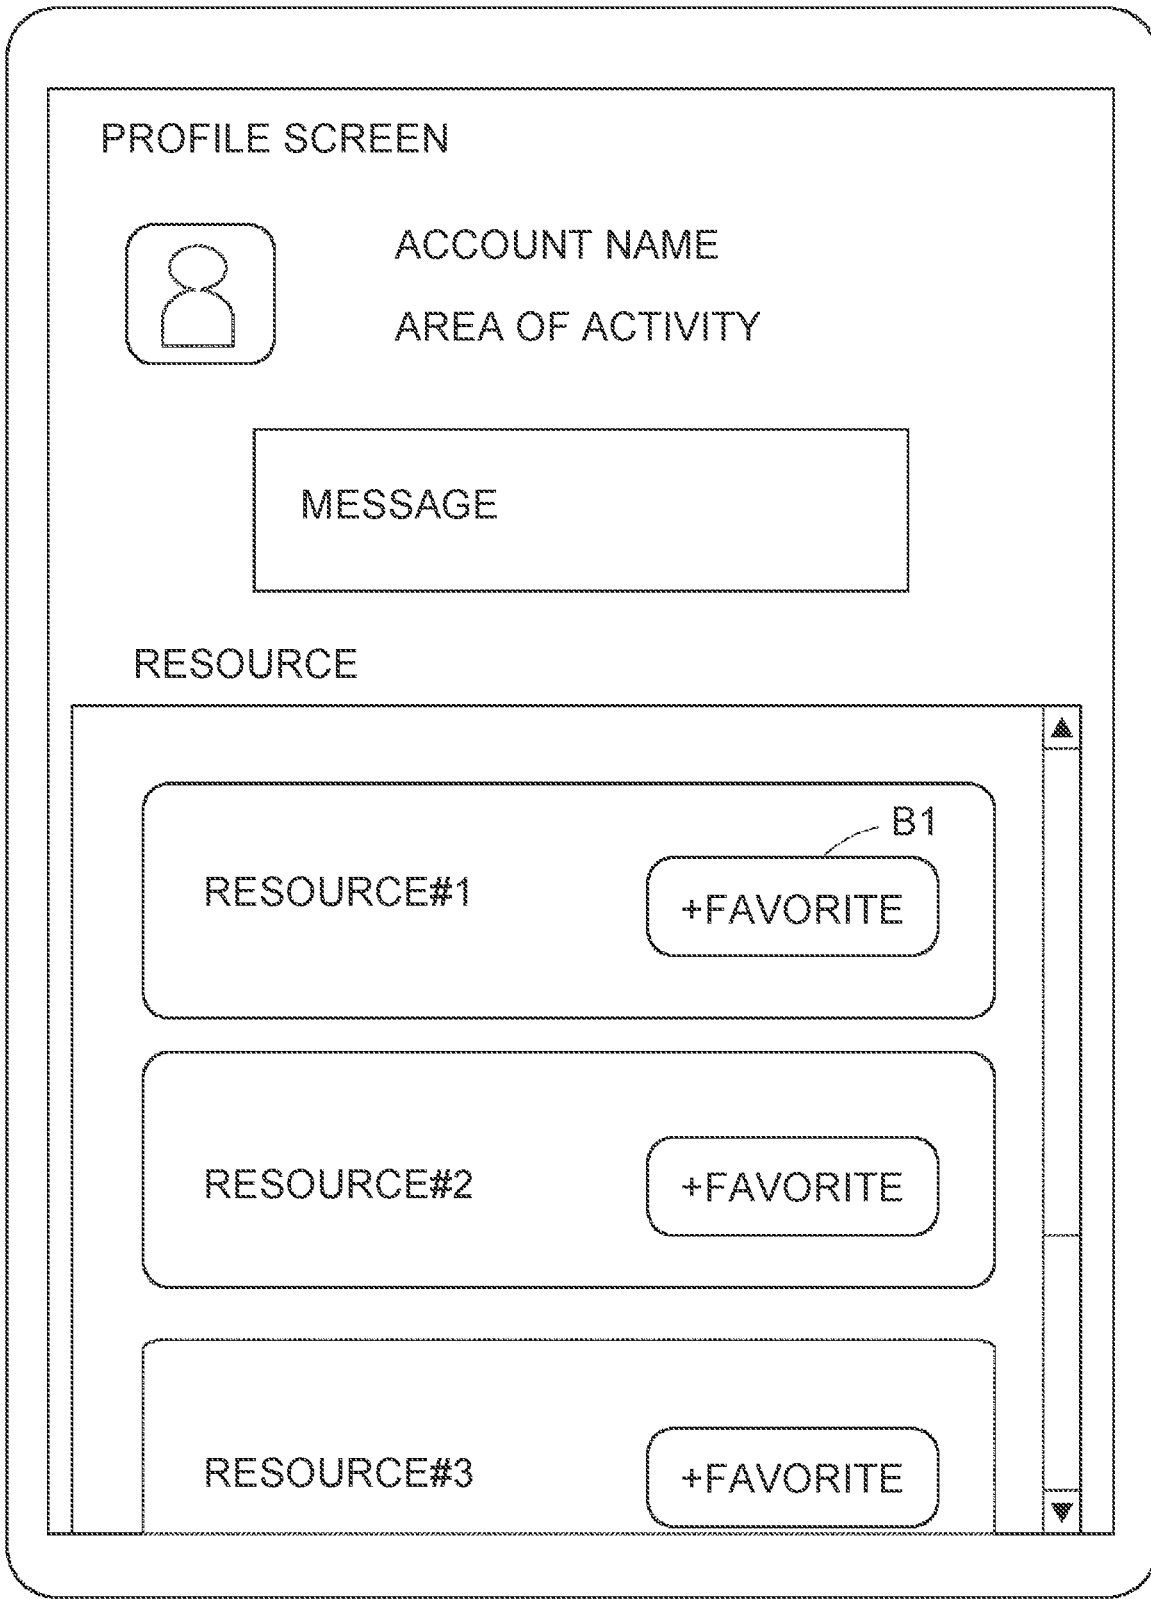 PROFILE SCREEN
ACCOUNT NAME
AREA OF ACTIVITY
MESSAGE
RESOURCE
B1
RESOURCE#1
+FAVORITE
RESOURCE#2
+FAVORITE
RESOURCE#3
+FAVORITE